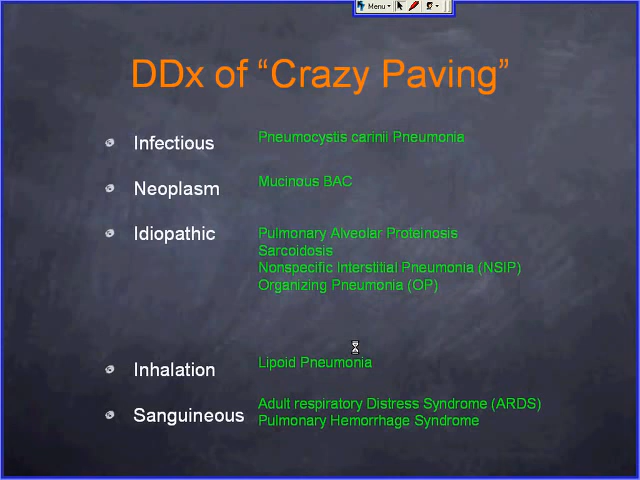 Menu
DDx of “Crazy Paving”
Infectious
Pneumocystis carinii Pneumonia
Neoplasm
Mucinous BAC
Idiopathic
Pulmonary Alveolar Proteinosis
Sarcoidosis
Nonspecific Interstitial Pneumonia (NSIP)
Organizing Pneumonia (OP)
Inhalation
Lipoid Pneumonia
Sanguineous
Adult respiratory Distress Syndrome (ARDS)
Pulmonary Hemorrhage Syndrome